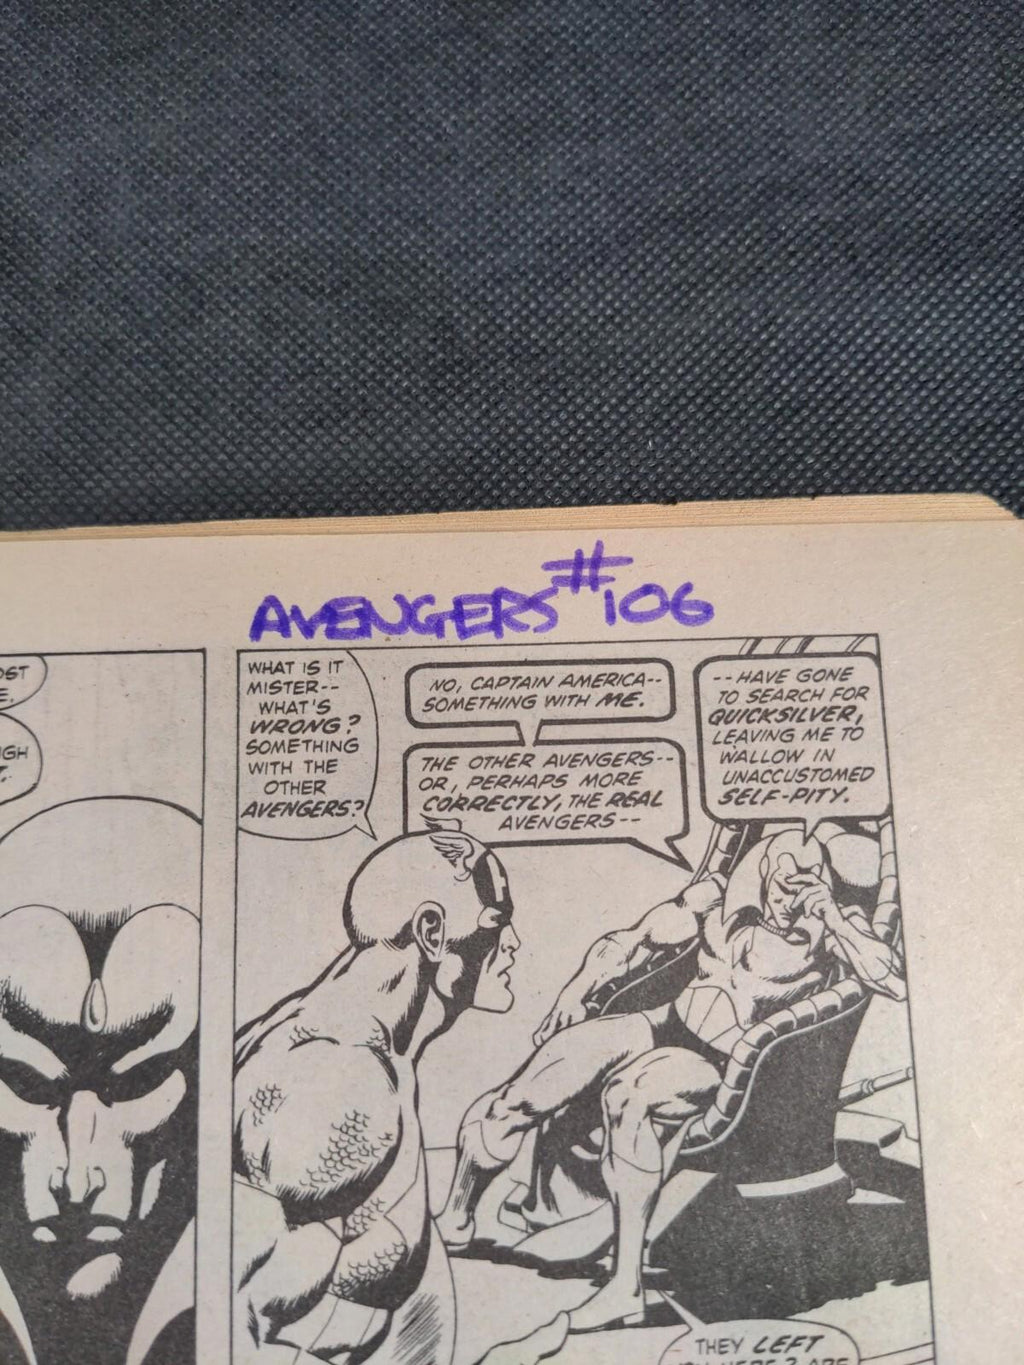 AVENGERS #106
WHAT IS IT
MISTER--
WHAT'S
WRONG?
SOMETHING
WITH THE
OTHER
AVENGERS?
NO, CAPTAIN AMERICA--
SOMETHING WITH ME.
THE OTHER AVENGERS--
OR, PERHAPS MORE
CORRECTLY, THE REAL
AVENGERS--
--HAVE GONE
TO SEARCH FOR
QUICKSILVER,
LEAVING ME TO
WALLOW IN
UNACCUSTOMED
SELF-PITY.
THEY LEFT